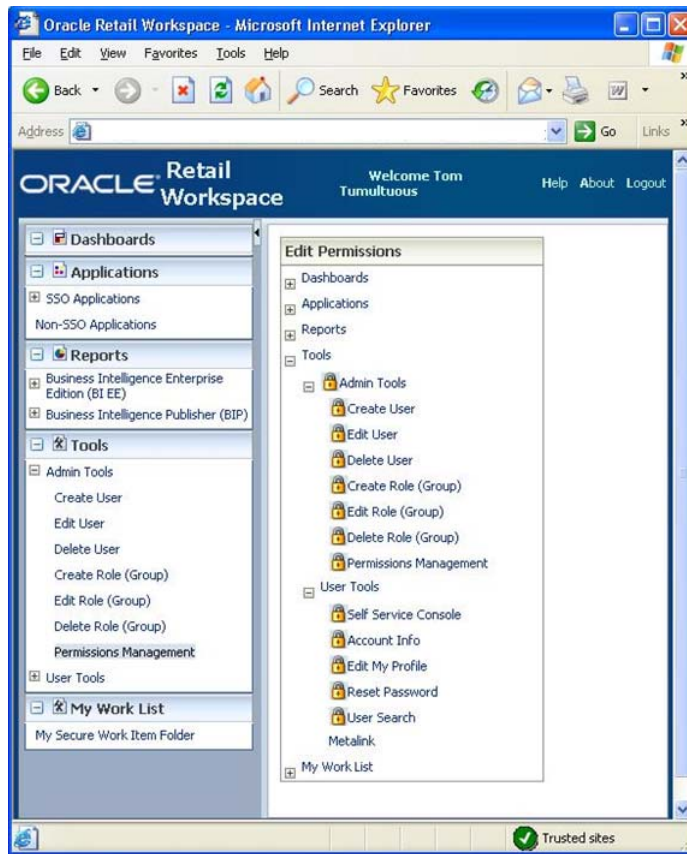 Oracle Retail Workspace - Microsoft Internet Explorer
File Edit View Favorites Tools Help
Back Search Favorites
Address Go Links
ORACLE Retail Workspace
Welcome Tom Tumultuous
Help About Logout
Dashboards
Applications
SSO Applications
Non-SSO Applications
Reports
Business Intelligence Enterprise
Edition (BI EE)
Business Intelligence Publisher (BIP)
Tools
Admin Tools
Create User
Edit User
Delete User
Create Role (Group)
Edit Role (Group)
Delete Role (Group)
Permissions Management
User Tools
My Work List
My Secure Work Item Folder
Edit Permissions
Dashboards
Applications
Reports
Tools
Admin Tools
Create User
Edit User
Delete User
Create Role (Group)
Edit Role (Group)
Delete Role (Group)
Permissions Management
User Tools
Self Service Console
Account Info
Edit My Profile
Reset Password
User Search
Metalink
My Work List
Trusted sites